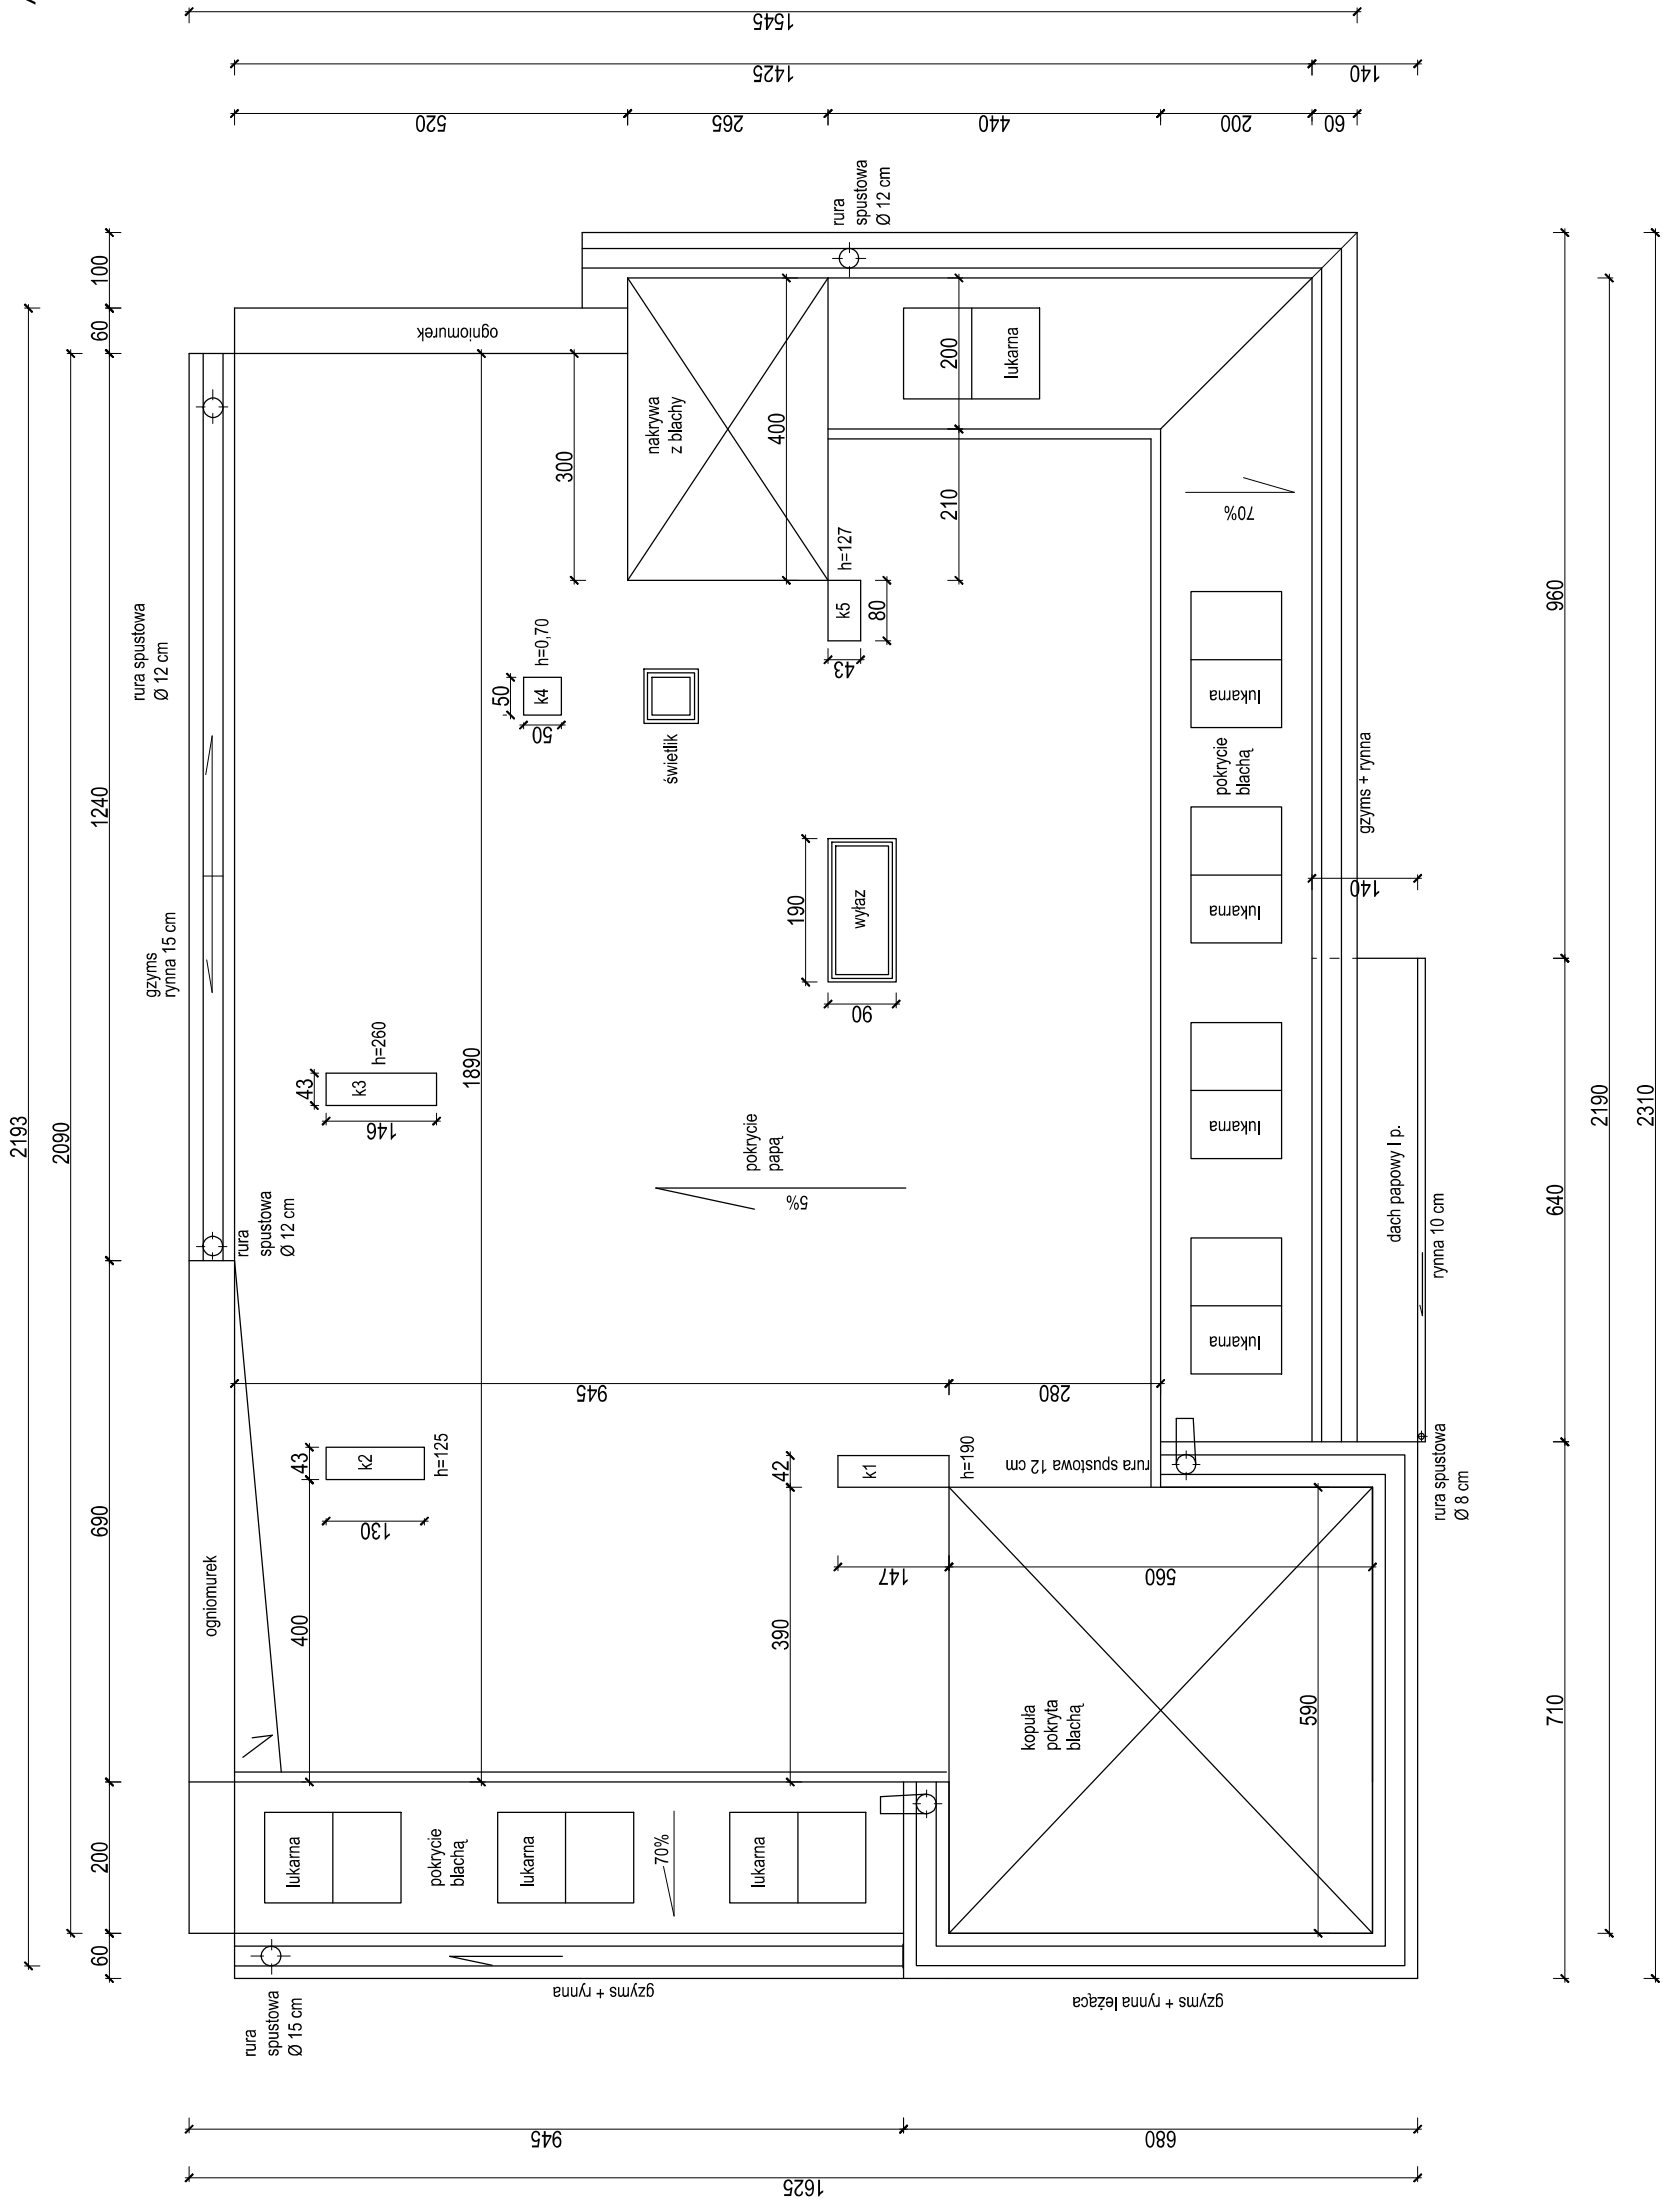 1545
1425
140
520
265
440
200
60
100
60
1240
690
200
60
2193
2090
rura
spustowa
Ø 12 cm
ogniomurek
nakrywa
z blachy
400
300
200
210
lukarna
70%
h=127
k5
80
43
rura spustowa
Ø 12 cm
50
k4
h=0,70
50
świetlik
gzyms
rynna 15 cm
190
wyłaz
90
lukarna
pokrycie
blachą
lukarna
lukarna
lukarna
gzyms + rynna
140
960
640
710
2190
2310
43
k3
h=260
146
1890
pokrycie
papą
5%
rura
spustowa
Ø 12 cm
dach papowy I p.
rynna 10 cm
945
280
43
k2
h=125
130
400
42
k1
h=190
rura spustowa 12 cm
rura spustowa
Ø 8 cm
147
560
390
590
ogniomurek
kopuła
pokryta
blachą
lukarna
pokrycie
blachą
lukarna
70%
lukarna
rura
spustowa
Ø 15 cm
gzyms + rynna
gzyms + rynna leżąca
945
680
1625